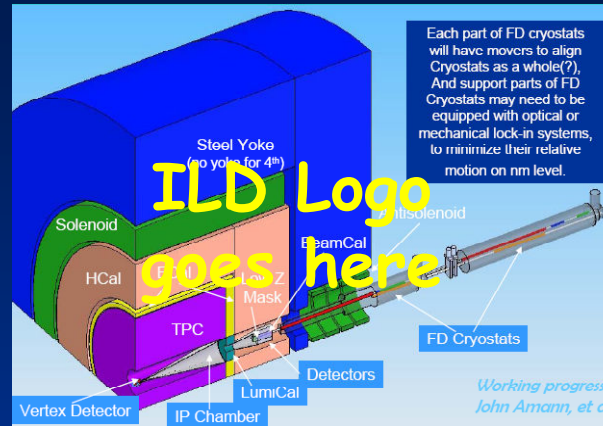 Each part of FD cryostats
will have movers to align
Cryostats as a whole(?),
And support parts of FD
Cryostats may need to be
equipped with optical or
mechanical lock-in systems,
to minimize their relative
motion on nm level.
Steel Yoke
(no yoke for 4th)
ILD Logo
goes here
Solenoid
Antisolenoid
BeamCal
HCal
Ecal
Low Z
Mask
TPC
FD Cryostats
Detectors
LumiCal
IP Chamber
Vertex Detector
Working progress
John Amann, et